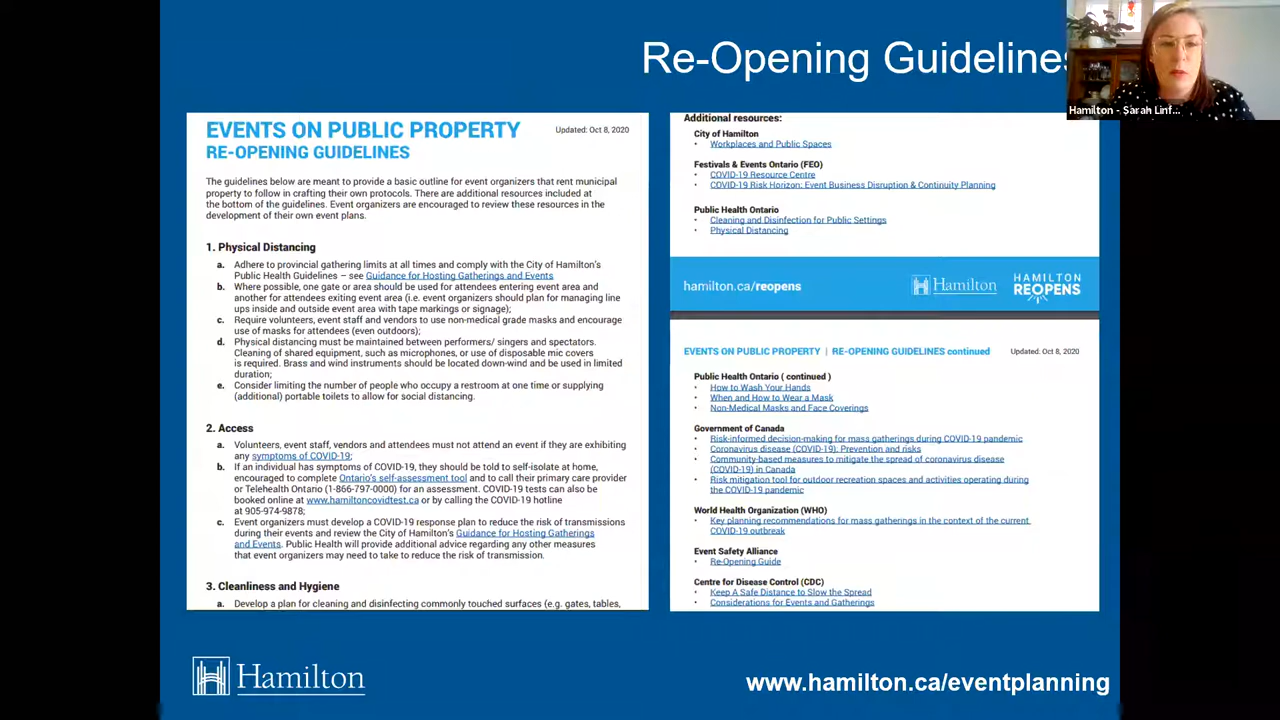 Re-Opening Guidelines
Hamilton - Sarah Linf...
EVENTS ON PUBLIC PROPERTY
Updated: Oct 8, 2020
RE-OPENING GUIDELINES
The guidelines below are meant to provide a basic outline for event organizers that rent municipal
property to follow in crafting their own protocols. There are additional resources included at
the bottom of the guidelines. Event organizers are encouraged to review these resources in the
development of their own event plans.
1. Physical Distancing
a. Adhere to provincial gathering limits at all times and comply with the City of Hamilton's
Public Health Guidelines – see Guidance for Hosting Gatherings and Events
b. Where possible, one gate or area should be used for attendees entering event area and
another for attendees exiting event area (i.e. event organizers should plan for managing line
ups inside and outside event area with tape markings or signage);
c. Require volunteers, event staff and vendors to use non-medical grade masks and encourage
use of masks for attendees (even outdoors);
d. Physical distancing must be maintained between performers/ singers and spectators.
Cleaning of shared equipment, such as microphones, or use of disposable mic covers
is required. Brass and wind instruments should be located down-wind and be used in limited
duration;
e. Consider limiting the number of people who occupy a restroom at one time or supplying
(additional) portable toilets to allow for social distancing.
2. Access
a. Volunteers, event staff, vendors and attendees must not attend an event if they are exhibiting
any symptoms of COVID-19;
b. If an individual has symptoms of COVID-19, they should be told to self-isolate at home,
encouraged to complete Ontario's self-assessment tool and to call their primary care provider
or Telehealth Ontario (1-866-797-0000) for an assessment. COVID-19 tests can also be
booked online at www.hamiltoncovidtest.ca or by calling the COVID-19 hotline
at 905-974-9878;
c. Event organizers must develop a COVID-19 response plan to reduce the risk of transmissions
during their events and review the City of Hamilton's Guidance for Hosting Gatherings
and Events. Public Health will provide additional advice regarding any other measures
that event organizers may need to take to reduce the risk of transmission.
3. Cleanliness and Hygiene
a. Develop a plan for cleaning and disinfecting commonly touched surfaces (e.g. gates, tables,
Additional resources:
City of Hamilton
• Workplaces and Public Spaces
Festivals & Events Ontario (FEO)
• COVID-19 Resource Centre
• COVID-19 Risk Horizon: Event Business Disruption & Continuity Planning
Public Health Ontario
• Cleaning and Disinfection for Public Settings
• Physical Distancing
hamilton.ca/reopens
Hamilton
HAMILTON
REOPENS
EVENTS ON PUBLIC PROPERTY | RE-OPENING GUIDELINES continued
Updated: Oct 8, 2020
Public Health Ontario ( continued )
• How to Wash Your Hands
• When and How to Wear a Mask
• Non-Medical Masks and Face Coverings
Government of Canada
• Risk-informed decision-making for mass gatherings during COVID-19 pandemic
• Coronavirus disease (COVID-19): Prevention and risks
• Community-based measures to mitigate the spread of coronavirus disease
(COVID-19) in Canada
• Risk mitigation tool for outdoor recreation spaces and activities operating during
the COVID-19 pandemic
World Health Organization (WHO)
• Key planning recommendations for mass gatherings in the context of the current
COVID-19 outbreak
Event Safety Alliance
• Re-Opening Guide
Centre for Disease Control (CDC)
• Keep A Safe Distance to Slow the Spread
• Considerations for Events and Gatherings
Hamilton
www.hamilton.ca/eventplanning